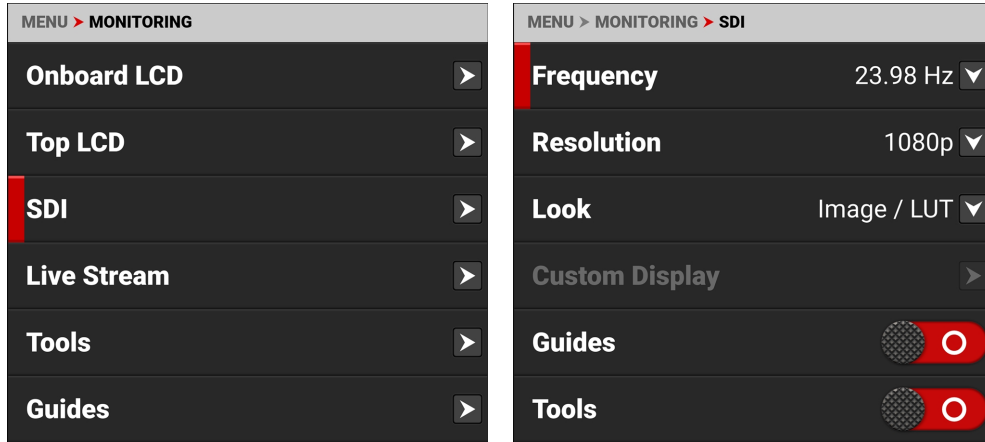 MENU > MONITORING
Onboard LCD
Top LCD
SDI
Live Stream
Tools
Guides
MENU > MONITORING > SDI
Frequency 23.98 Hz
Resolution 1080p
Look Image / LUT
Custom Display
Guides
Tools